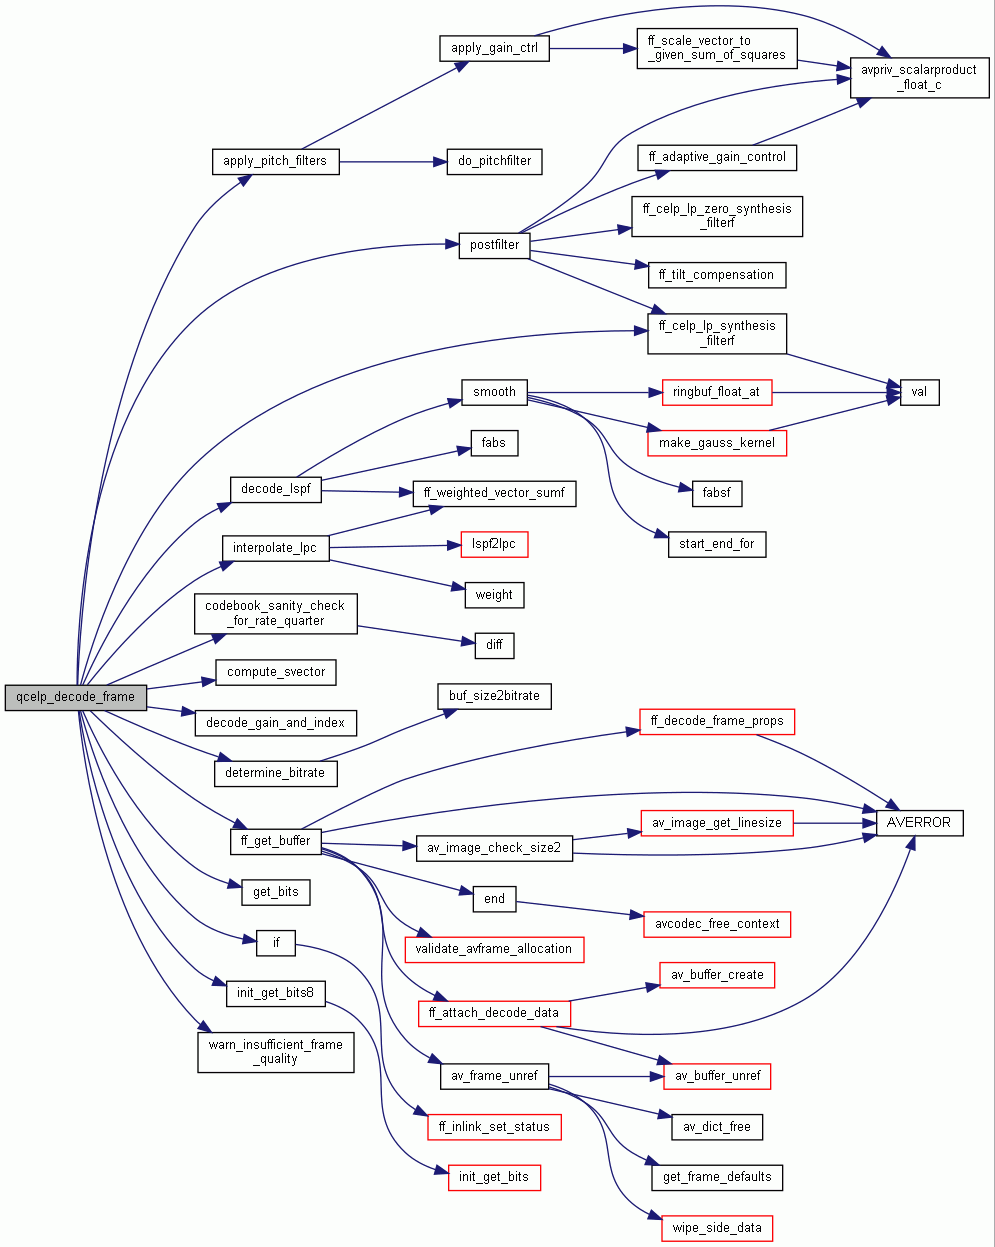 apply_gain_ctrl
ff_scale_vector_to
_given_sum_of_squares
avpriv_scalarproduct
_float_c
apply_pitch_filters
do_pitchfilter
ff_adaptive_gain_control
ff_celp_lp_zero_synthesis
_filterf
postfilter
ff_tilt_compensation
ff_celp_lp_synthesis
_filterf
smooth
ringbuf_float_at
val
make_gauss_kernel
fabs
decode_lspf
ff_weighted_vector_sumf
fabsf
interpolate_lpc
lspf2lpc
start_end_for
weight
codebook_sanity_check
_for_rate_quarter
diff
compute_svector
qcelp_decode_frame
buf_size2bitrate
decode_gain_and_index
ff_decode_frame_props
determine_bitrate
ff_get_buffer
av_image_check_size2
av_image_get_linesize
AVERROR
get_bits
end
avcodec_free_context
if
validate_avframe_allocation
av_buffer_create
init_get_bits8
ff_attach_decode_data
warn_insufficient_frame
_quality
av_frame_unref
av_buffer_unref
ff_inlink_set_status
av_dict_free
init_get_bits
get_frame_defaults
wipe_side_data